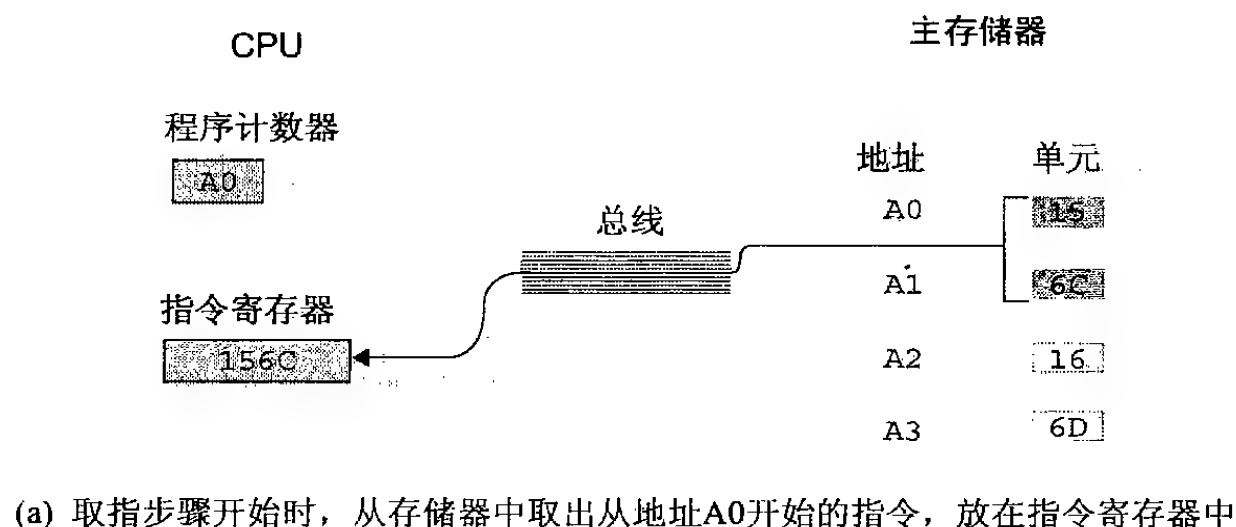 CPU
主存储器
程序计数器
A0
地址
单元
A0
15
总线
A1
6C
指令寄存器
156C
A2
16
A3
6D
(a) 取指步骤开始时，从存储器中取出从地址A0开始的指令，放在指令寄存器中